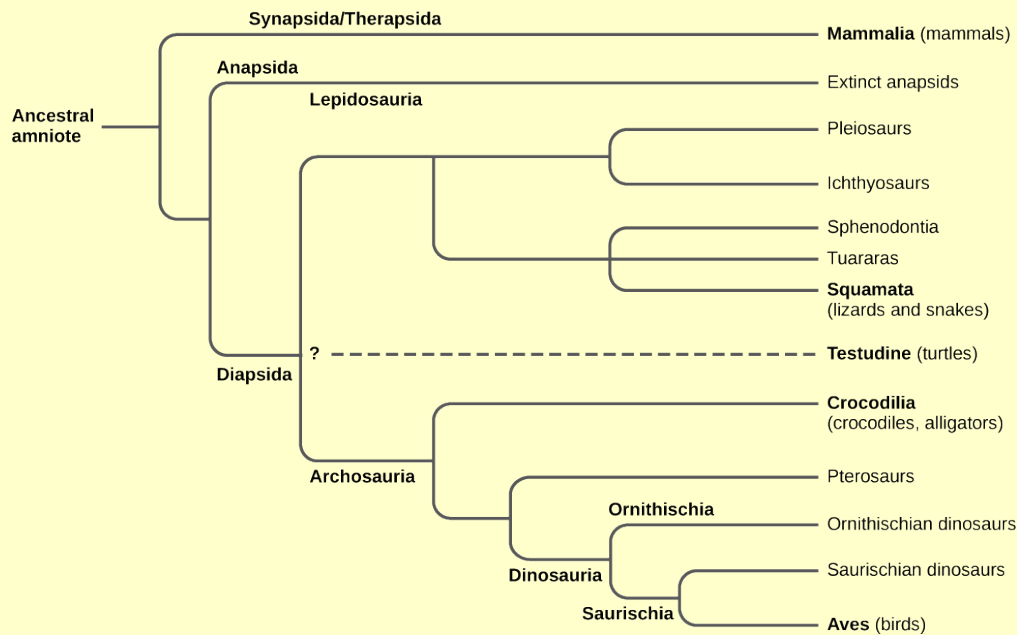 Synapsida/Therapsida
Mammalia (mammals)
Anapsida
Extinct anapsids
Lepidosauria
Ancestral
amniote
Pleiosaurs
Ichthyosaurs
Sphenodontia
Tuararas
Squamata
(lizards and snakes)
?
Testudine (turtles)
Diapsida
Crocodilia
(crocodiles, alligators)
Archosauria
Pterosaurs
Ornithischia
Ornithischian dinosaurs
Dinosauria
Saurischian dinosaurs
Saurischia
Aves (birds)